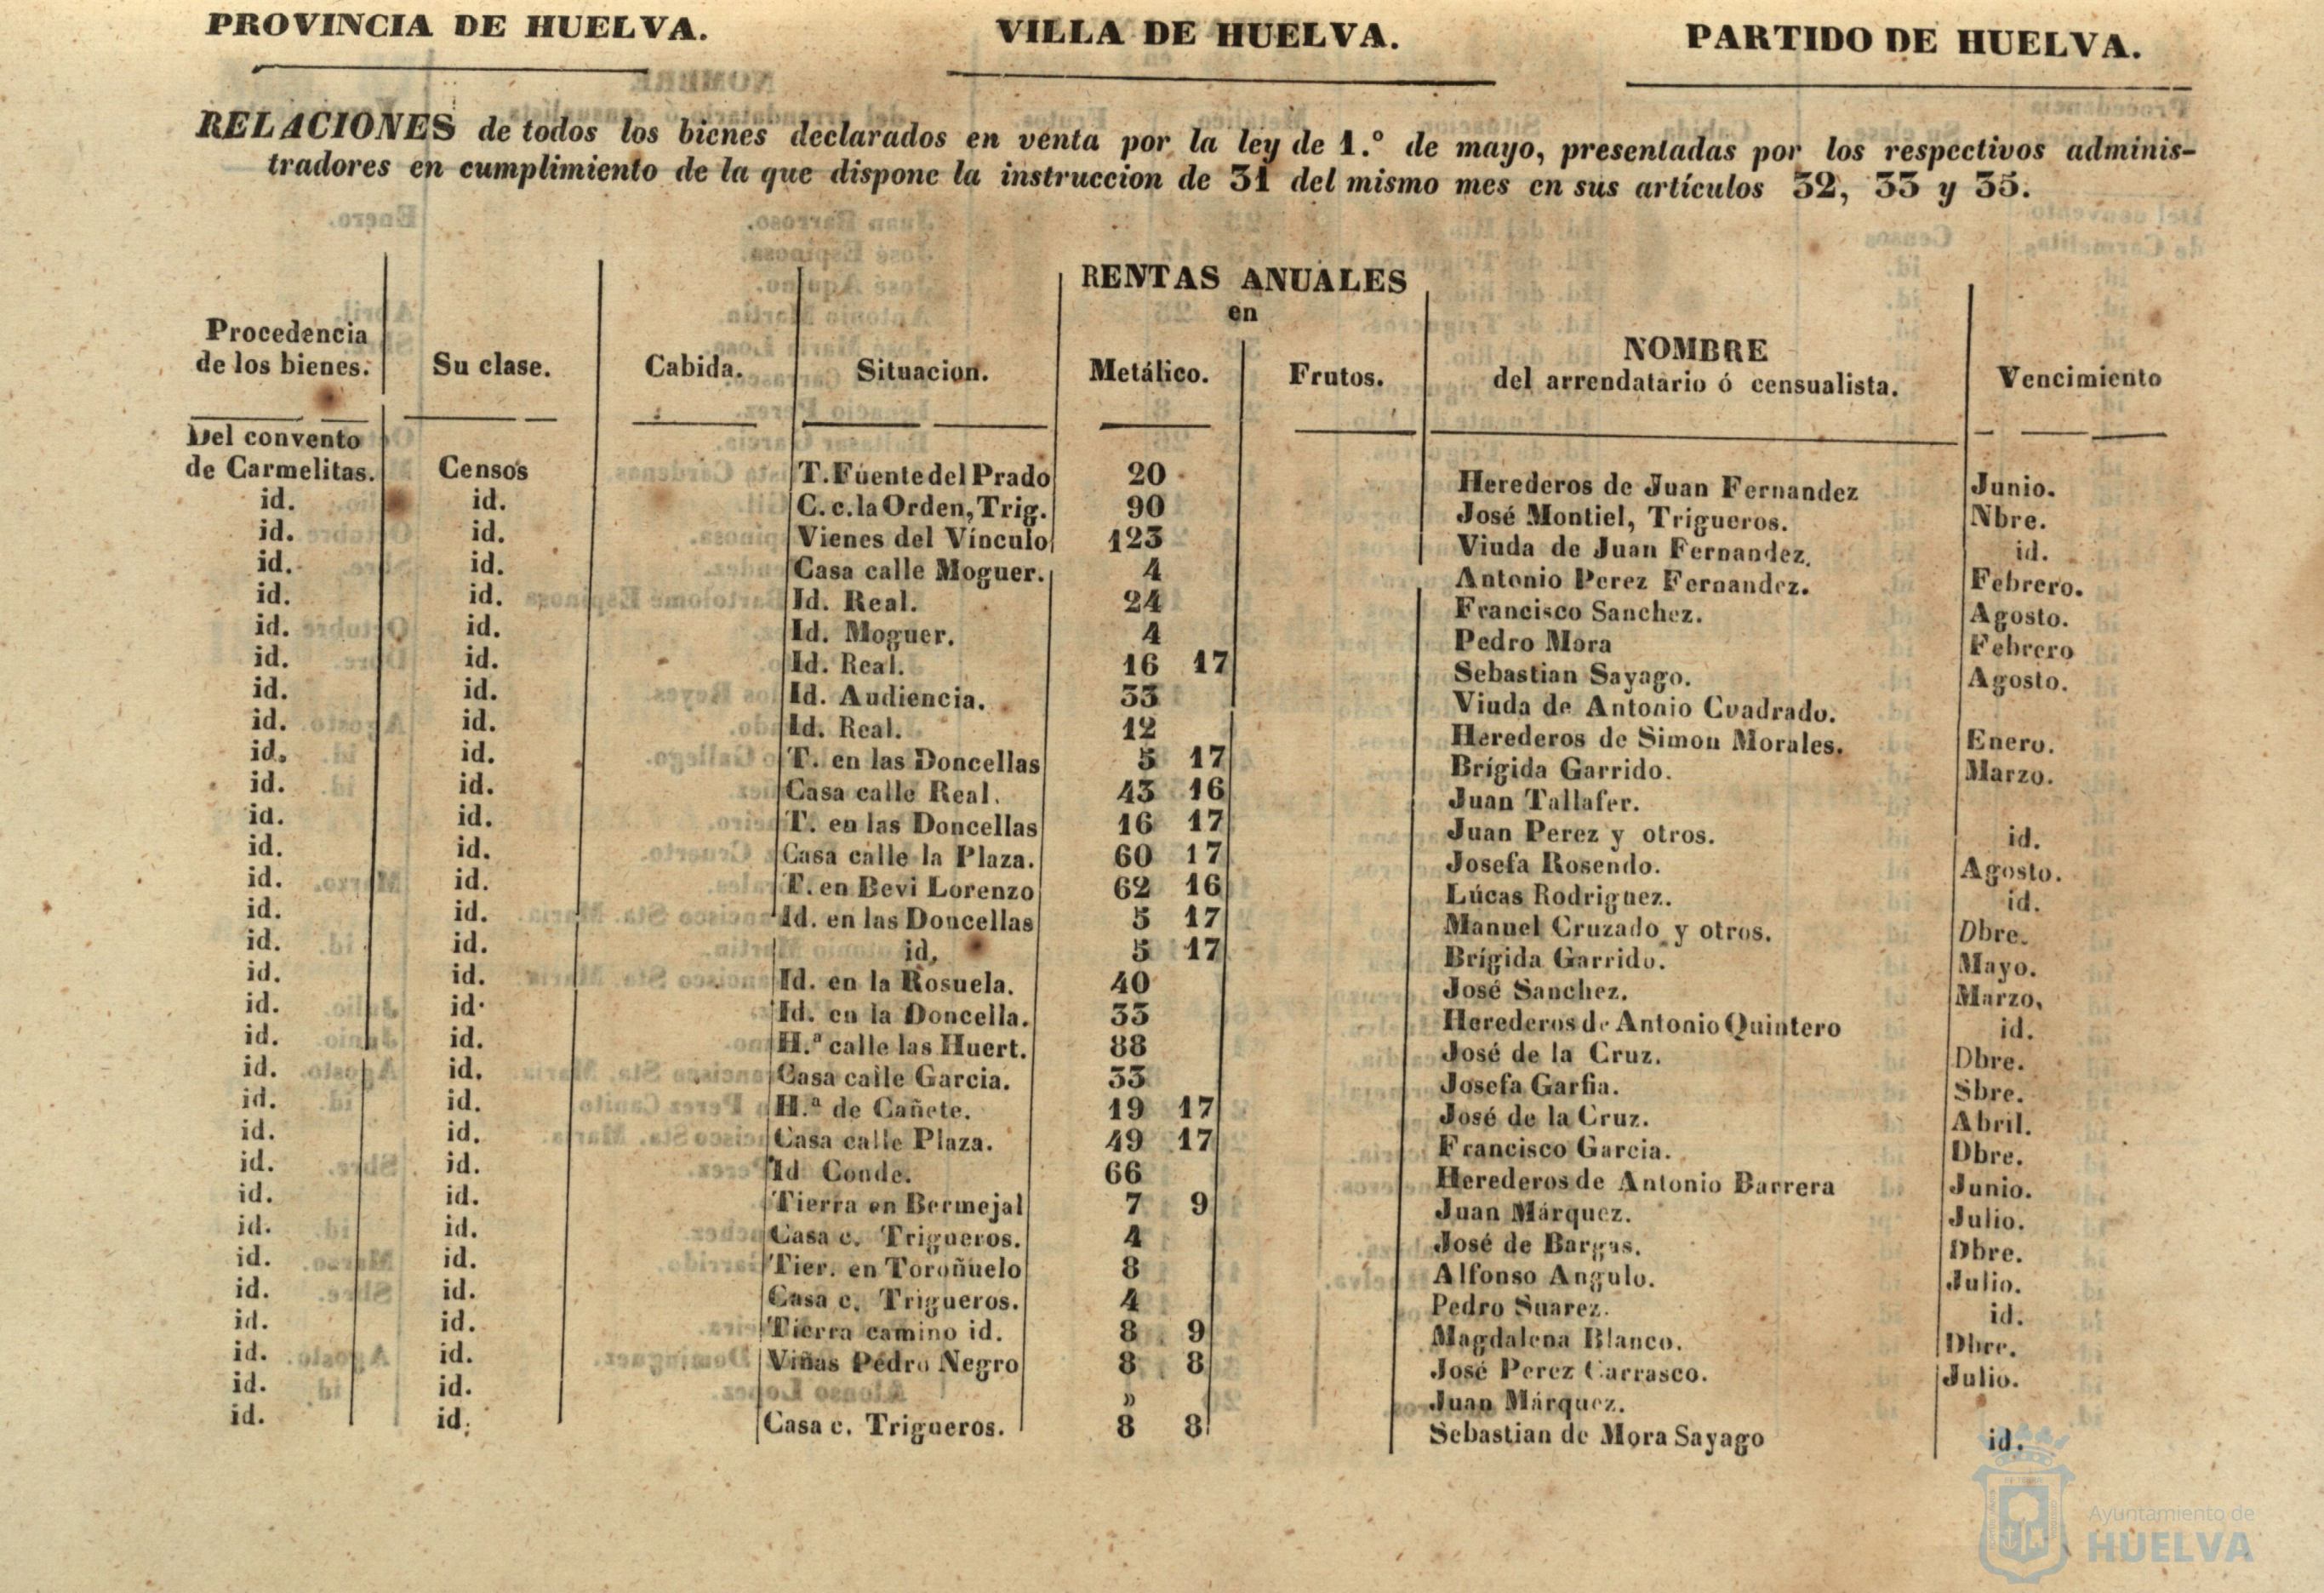 PROVINCIA DE HUELVA. VILLA DE HUELVA. PARTIDO DE HUELVA.
RELACIONES de todos los bienes declarados en venta por la ley de 1.º de mayo, presentadas por los respectivos adminis-
tradores en cumplimiento de la que dispone la instruccion de 31 del mismo mes en sus artículos 32, 33 y 35.
RENTAS ANUALES
en
Procedencia de los bienes. Su clase. Cabida. Situacion. Metálico. Frutos. NOMBRE del arrendatario ó censualista. Vencimiento
Del convento
de Carmelitas. Censos T. Fuente del Prado 20 Herederos de Juan Fernandez Junio.
id. id. C. c. la Orden, Trig. 90 José Montiel, Trigueros. Nbre.
id. id. Vienes del Vínculo 123 Viuda de Juan Fernandez. id.
id. id. Casa calle Moguer. 4 Antonio Perez Fernandez. Febrero.
id. id. Id. Real. 24 Francisco Sanchez. Agosto.
id. id. Id. Moguer. 4 Pedro Mora Febrero
id. id. Id. Real. 16 17 Sebastian Sayago. Agosto.
id. id. Id. Audiencia. 33 Viuda de Antonio Cuadrado.
id. id. Id. Real. 12 Herederos de Simon Morales. Enero.
id. id. T. en las Doncellas 5 17 Brígida Garrido. Marzo.
id. id. Casa calle Real. 43 16 Juan Tallafer.
id. id. T. en las Doncellas 16 17 Juan Perez y otros. id.
id. id. Casa calle la Plaza. 60 17 Josefa Rosendo. Agosto.
id. id. T. en Bevi Lorenzo 62 16 Lúcas Rodriguez. id.
id. id. Id. en las Doncellas 5 17 Manuel Cruzado y otros. Dbre.
id. id. id. 5 17 Brígida Garrido. Mayo.
id. id. Id. en la Rosuela. 40 José Sanchez. Marzo.
id. id. Id. en la Doncella. 33 Herederos de Antonio Quintero id.
id. id. H.ª calle las Huert. 88 José de la Cruz. Dbre.
id. id. Casa calle Garcia. 33 Josefa Garfia. Sbre.
id. id. H.ª de Cañete. 19 17 José de la Cruz. Abril.
id. id. Casa calle Plaza. 49 17 Francisco Garcia. Dbre.
id. id. Id Conde. 66 Herederos de Antonio Barrera Junio.
id. id. Tierra en Bermejal 7 9 Juan Márquez. Julio.
id. id. Casa c. Trigueros. 4 José de Bargas. Dbre.
id. id. Tier. en Toroñuelo 8 Alfonso Angulo. Julio.
id. id. Casa c. Trigueros. 4 Pedro Suarez. id.
id. id. Tierra camino id. 8 9 Magdalena Blanco. Dbre.
id. id. Viñas Pedro Negro 8 8 José Perez Carrasco. Julio.
id. id. » Juan Márquez.
id. id. Casa c. Trigueros. 8 8 Sebastian de Mora Sayago id.
Ayuntamiento de
HUELVA